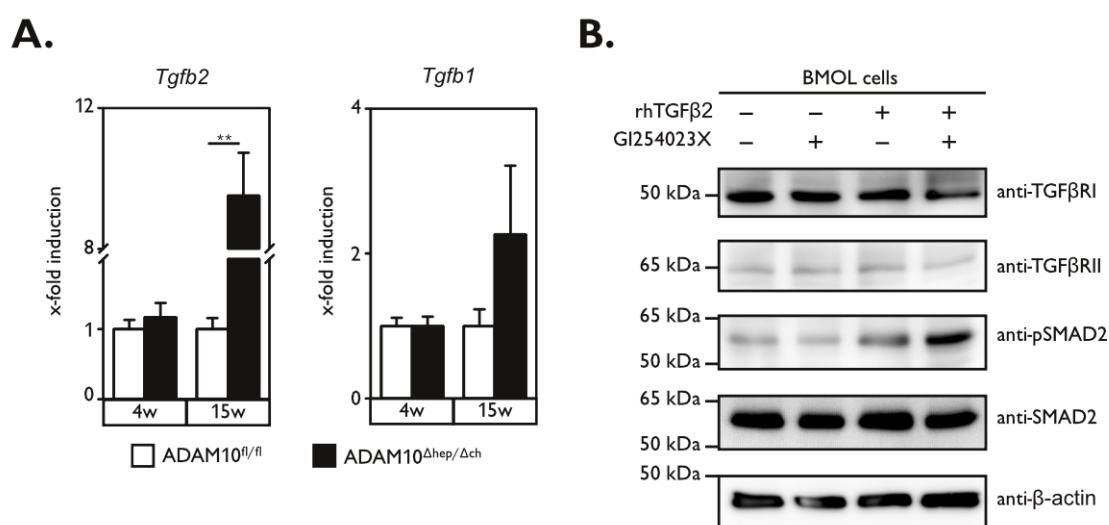 A.
Tgfb2
12
**
x-fold induction
8
1
0
4w 15w
Tgfb1
4
x-fold induction
2
0
4w 15w
ADAM10fl/fl ADAM10Δhep/Δch
B.
BMOL cells
rhTGFβ2 – – + +
GI254023X – + – +
50 kDa anti-TGFβRI
65 kDa anti-TGFβRII
65 kDa
anti-pSMAD2
50 kDa
65 kDa
anti-SMAD2
50 kDa
50 kDa
anti-β-actin